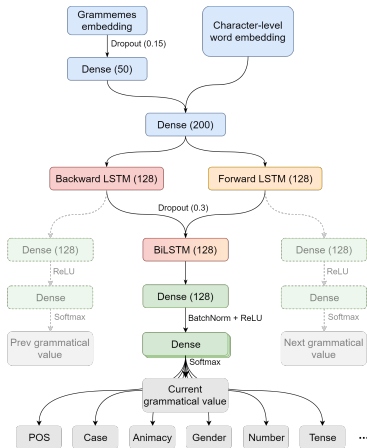 Grammemes
embedding
Character-level
word embedding
Dropout (0.15)
Dense (50)
Dense (200)
Backward LSTM (128)
Forward LSTM (128)
Dropout (0.3)
Dense (128)
BiLSTM (128)
Dense (128)
ReLU
ReLU
Dense
Dense (128)
Dense
Softmax
BatchNorm + ReLU
Softmax
Prev grammatical
value
Dense
Next grammatical
value
Softmax
Current
grammatical value
POS
Case
Animacy
Gender
Number
Tense
...